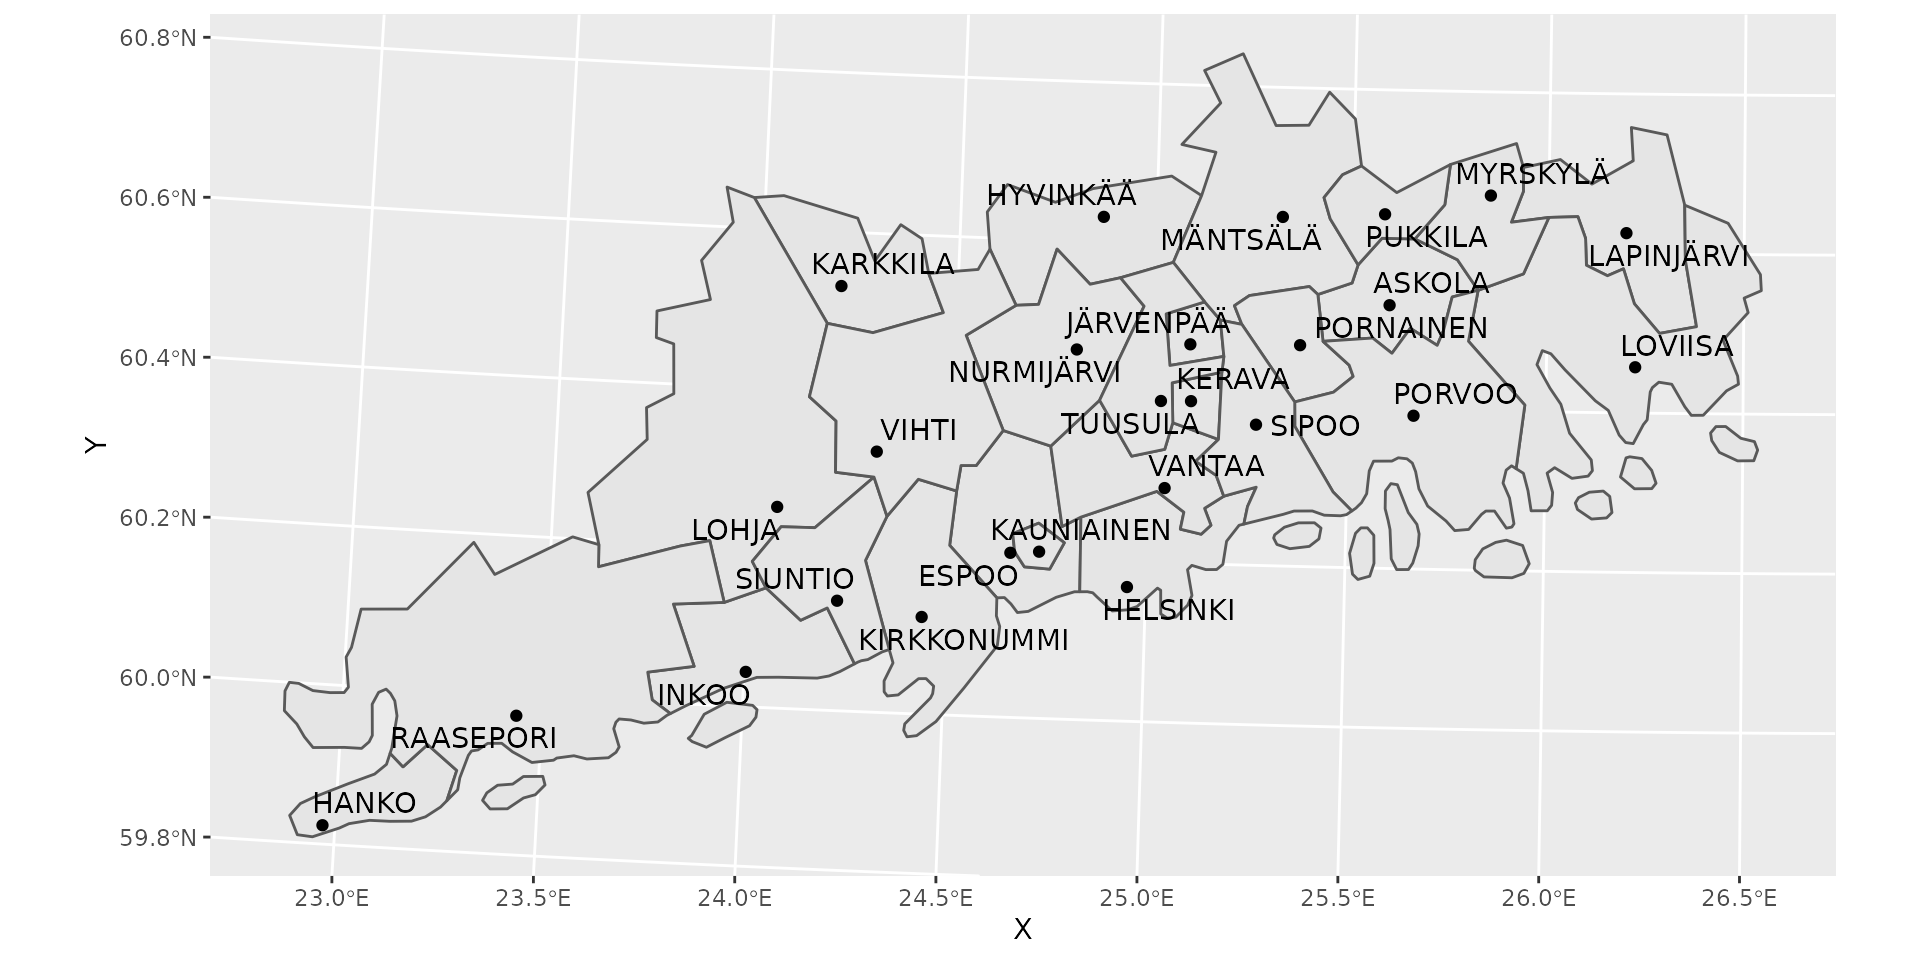 60.8°N
60.6°N
60.4°N
60.2°N
60.0°N
59.8°N
Y
MYRSKYLÄ
HYVINKÄÄ
MÄNTSÄLÄ
PUKKILA
LAPINJÄRVI
KARKKILA
ASKOLA
JÄRVENPÄÄ
PORNAINEN
LOVIISA
NURMIJÄRVI
KERAVA
PORVOO
TUUSULA
SIPOO
VIHTI
VANTAA
LOHJA
KAUNIAINEN
SIUNTIO
ESPOO
HELSINKI
KIRKKONUMMI
INKOO
RAASEPORI
HANKO
23.0°E
23.5°E
24.0°E
24.5°E
25.0°E
25.5°E
26.0°E
26.5°E
X